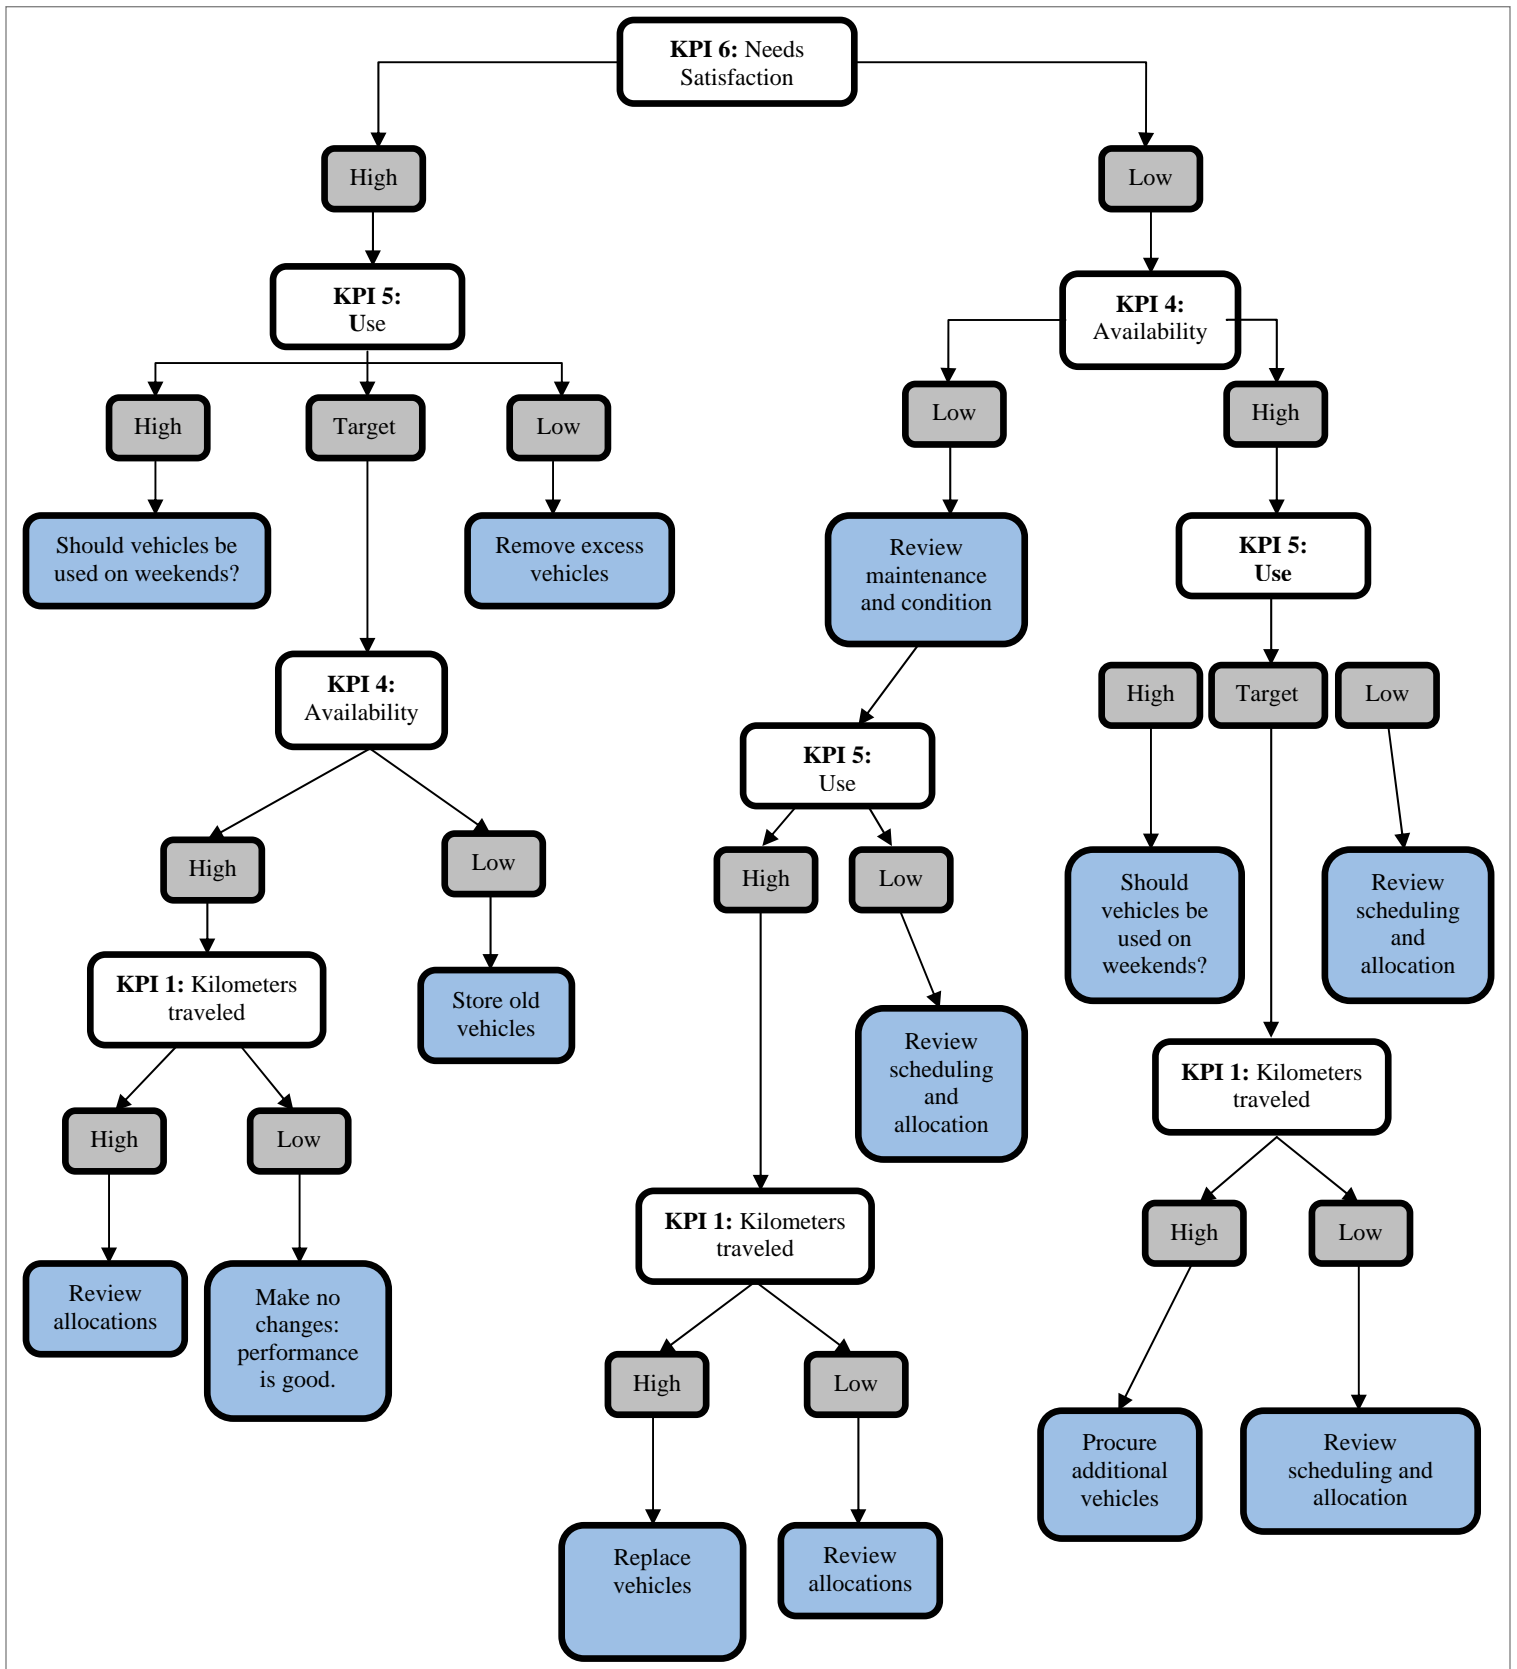 KPI 6: Needs
Satisfaction
High
Low
KPI 5:
Use
KPI 4:
Availability
High
Target
Low
Low
High
Should vehicles be
used on weekends?
Remove excess
vehicles
Review
maintenance
and condition
KPI 5:
Use
KPI 4:
Availability
High
Target
Low
KPI 5:
Use
High
Low
High
Low
Should
vehicles be
used on
weekends?
Review
scheduling
and
allocation
KPI 1: Kilometers
traveled
Store old
vehicles
Review
scheduling
and
allocation
KPI 1: Kilometers
traveled
High
Low
KPI 1: Kilometers
traveled
High
Low
Review
allocations
Make no
changes:
performance
is good.
High
Low
Procure
additional
vehicles
Review
scheduling and
allocation
Replace
vehicles
Review
allocations